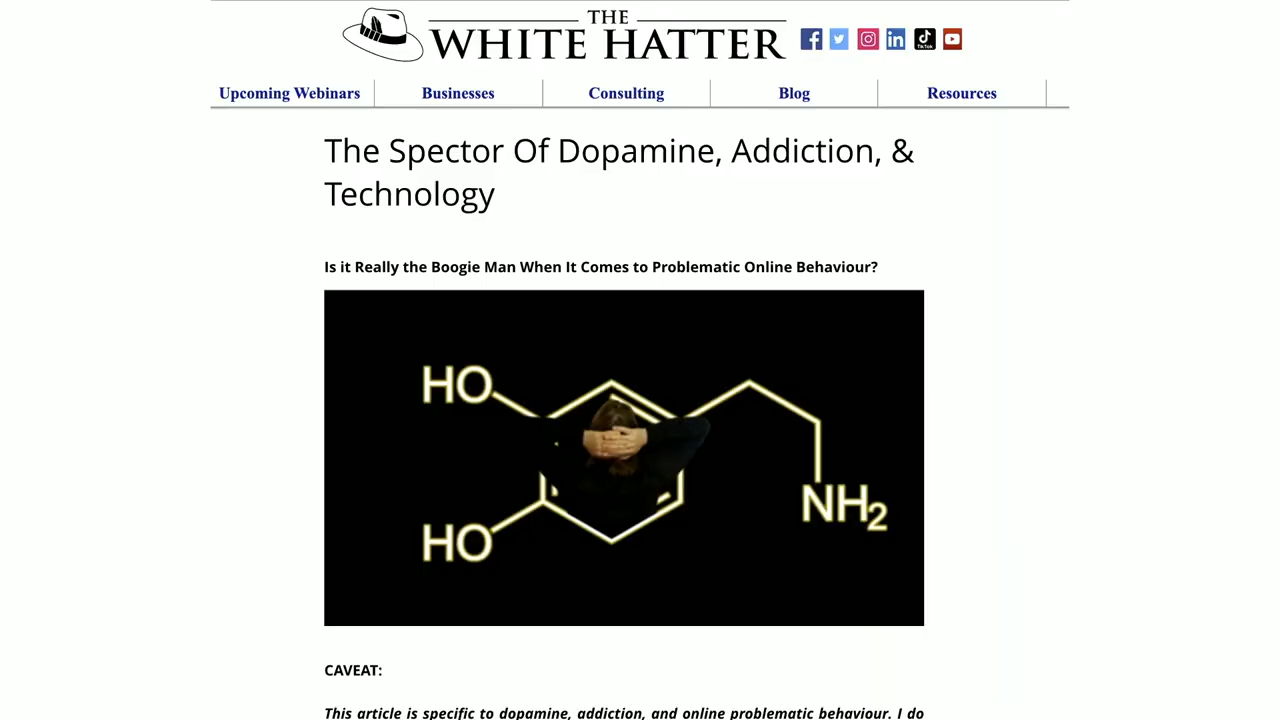 THE
WHITE HATTER
TikTok
Upcoming Webinars
Businesses
Consulting
Blog
Resources
The Spector Of Dopamine, Addiction, &
Technology
Is it Really the Boogie Man When It Comes to Problematic Online Behaviour?
HO
HO
NH2
CAVEAT:
This article is specific to dopamine, addiction, and online problematic behaviour. I do